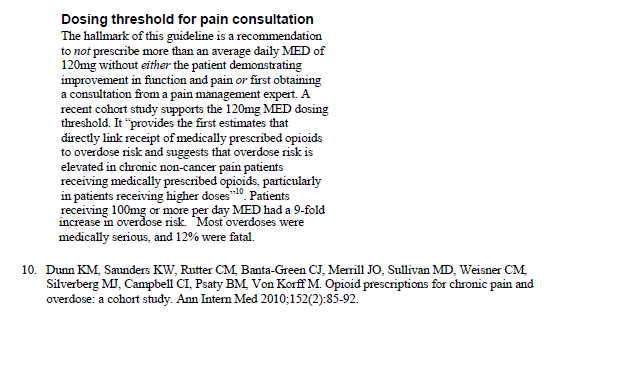 Dosing threshold for pain consultation
The hallmark of this guideline is a recommendation
to not prescribe more than an average daily MED of
120mg without either the patient demonstrating
improvement in function and pain or first obtaining
a consultation from a pain management expert. A
recent cohort study supports the 120mg MED dosing
threshold. It “provides the first estimates that
directly link receipt of medically prescribed opioids
to overdose risk and suggests that overdose risk is
elevated in chronic non-cancer pain patients
receiving medically prescribed opioids, particularly
in patients receiving higher doses”10. Patients
receiving 100mg or more per day MED had a 9-fold
increase in overdose risk. Most overdoses were
medically serious, and 12% were fatal.
10. Dunn KM, Saunders KW, Rutter CM, Banta-Green CJ, Merrill JO, Sullivan MD, Weisner CM,
Silverberg MJ, Campbell CI, Psaty BM, Von Korff M. Opioid prescriptions for chronic pain and
overdose: a cohort study. Ann Intern Med 2010;152(2):85-92.